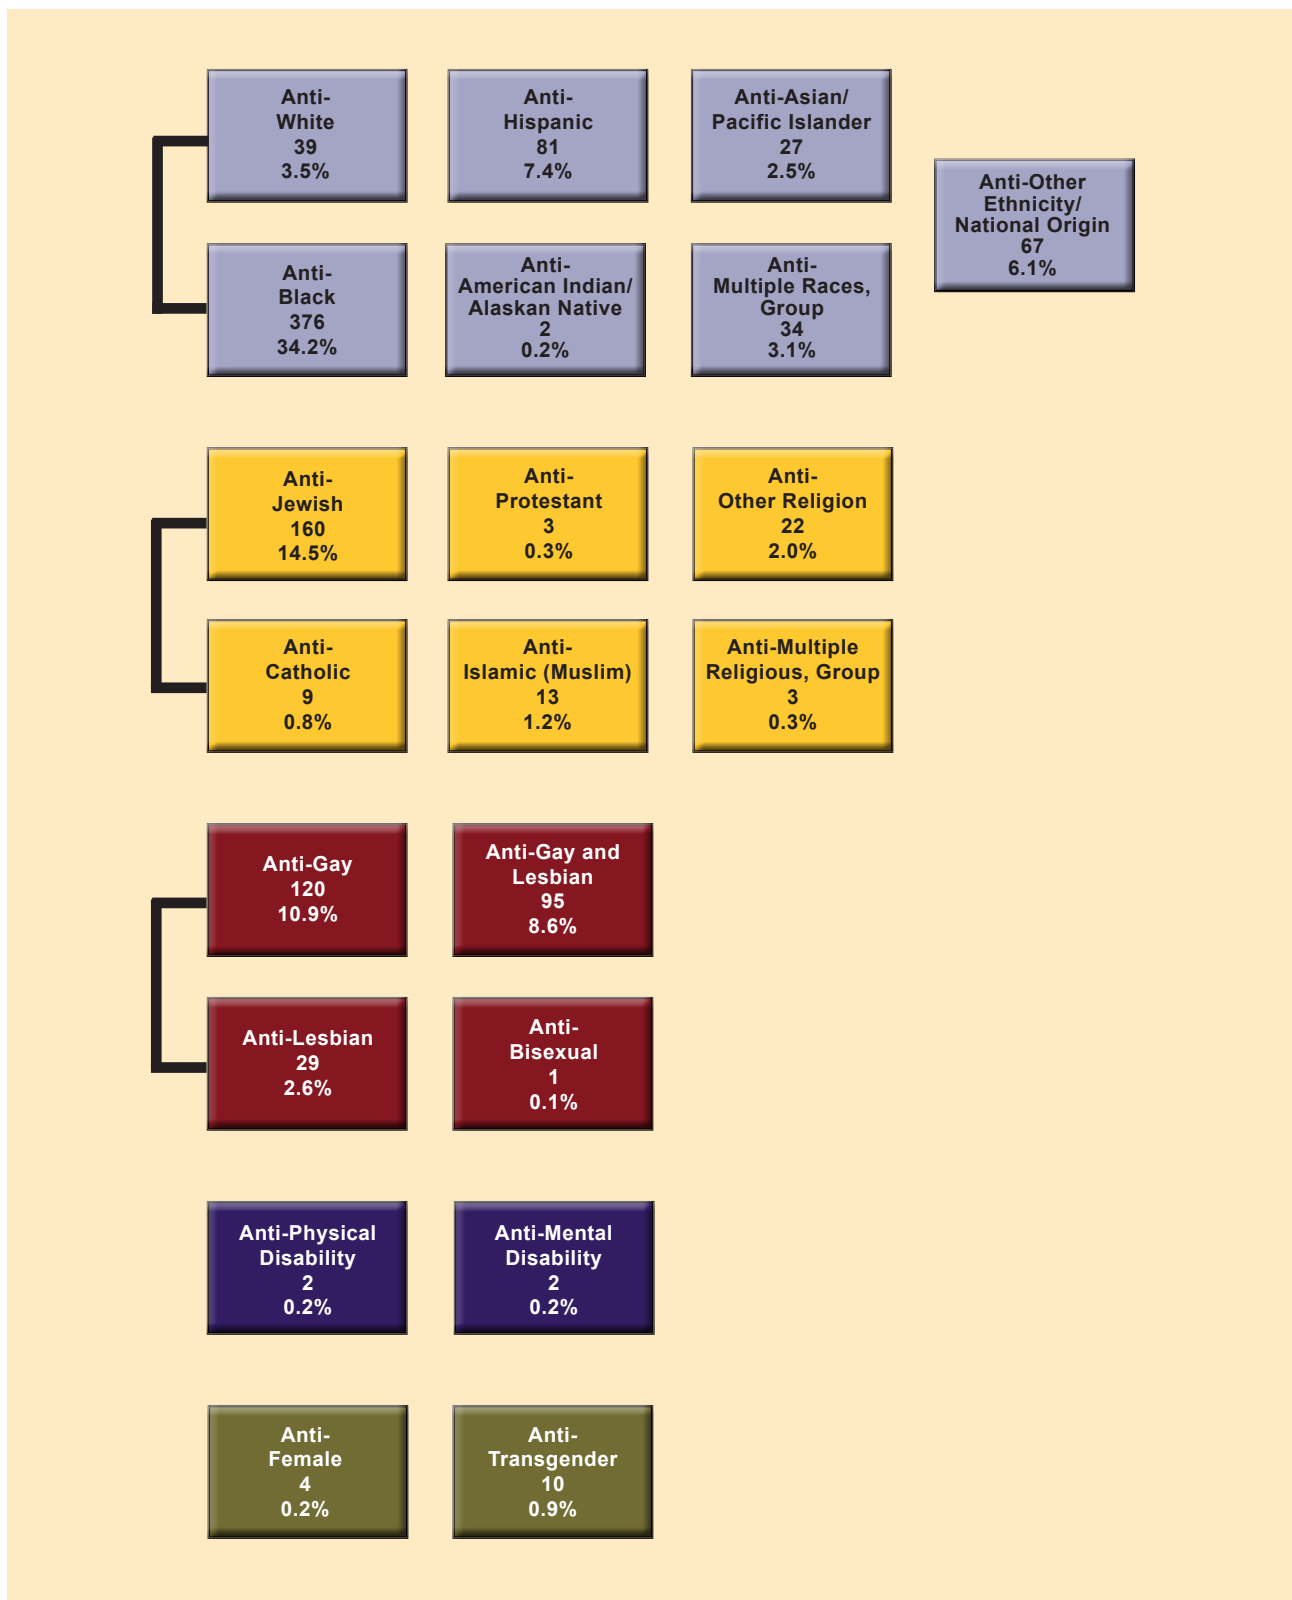 Anti-
White
39
3.5%
Anti-
Hispanic
81
7.4%
Anti-Asian/
Pacific Islander
27
2.5%
Anti-Other
Ethnicity/
National Origin
67
6.1%
Anti-
Black
376
34.2%
Anti-
American Indian/
Alaskan Native
2
0.2%
Anti-
Multiple Races,
Group
34
3.1%
Anti-
Jewish
160
14.5%
Anti-
Protestant
3
0.3%
Anti-
Other Religion
22
2.0%
Anti-
Catholic
9
0.8%
Anti-
Islamic (Muslim)
13
1.2%
Anti-Multiple
Religious, Group
3
0.3%
Anti-Gay
120
10.9%
Anti-Gay and
Lesbian
95
8.6%
Anti-Lesbian
29
2.6%
Anti-
Bisexual
1
0.1%
Anti-Physical
Disability
2
0.2%
Anti-Mental
Disability
2
0.2%
Anti-
Female
4
0.2%
Anti-
Transgender
10
0.9%